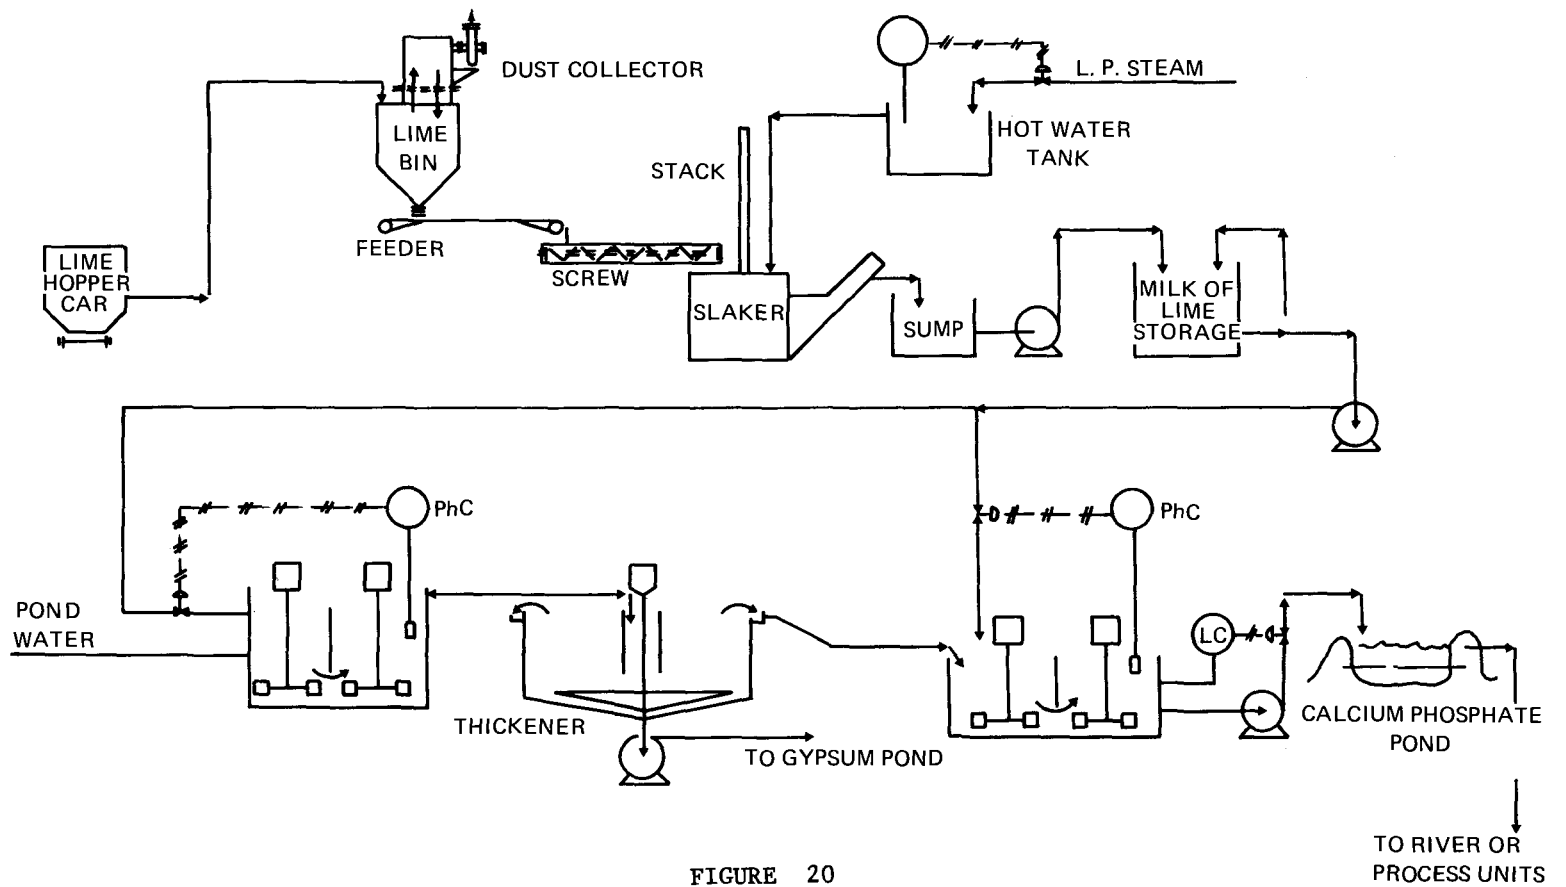 DUST COLLECTOR
L. P. STEAM
LIME
BIN
HOT WATER
TANK
STACK
FEEDER
SCREW
LIME
HOPPER
CAR
SLAKER
SUMP
MILK OF
LIME
STORAGE
PhC
PhC
POND
WATER
LC
THICKENER
TO GYPSUM POND
CALCIUM PHOSPHATE
POND
TO RIVER OR
PROCESS UNITS
FIGURE 20